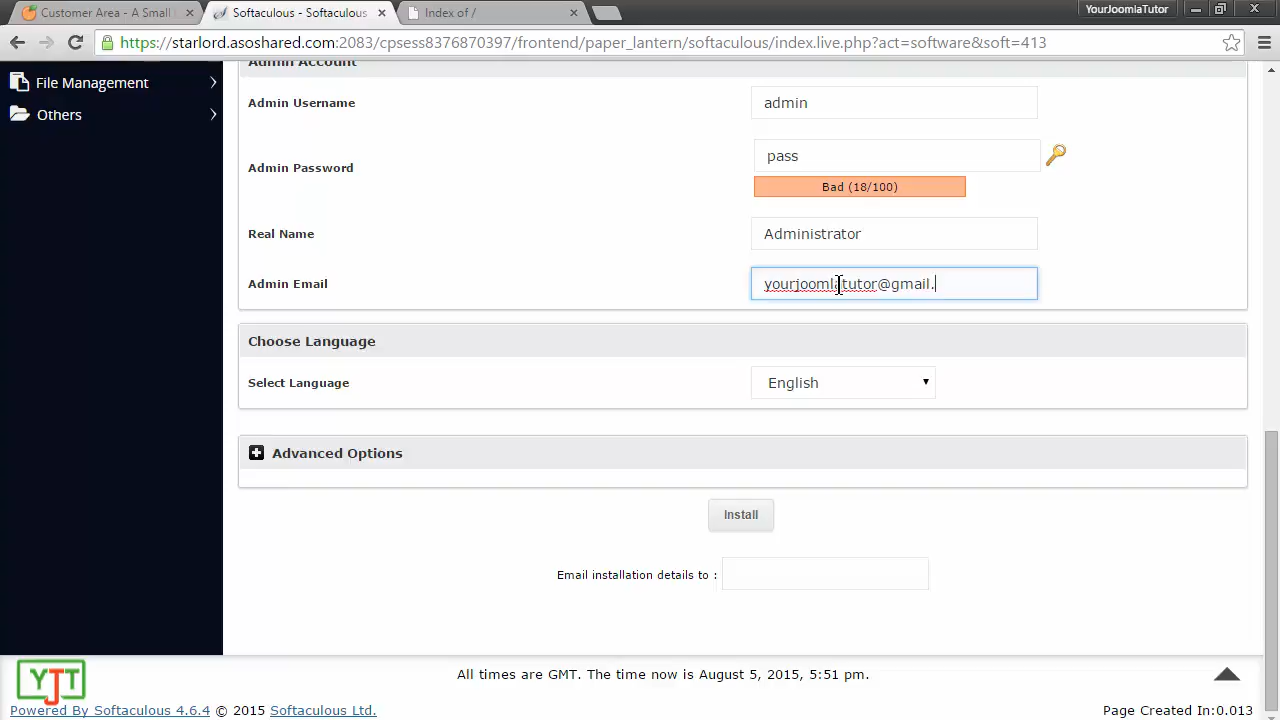 Customer Area - A Small
Softaculous - Softaculous
Index of /
YourJoomlaTutor
https://starlord.asoshared.com:2083/cpsess8376870397/frontend/paper_lantern/softaculous/index.live.php?act=software&soft=413
File Management
Others
Admin Account
Admin Username
admin
Admin Password
pass
Bad (18/100)
Real Name
Administrator
Admin Email
yourjoomlatutor@gmail.
Choose Language
Select Language
English
Advanced Options
Install
Email installation details to :
YJT
All times are GMT. The time now is August 5, 2015, 5:51 pm.
Powered By Softaculous 4.6.4 © 2015 Softaculous Ltd.
Page Created In:0.013